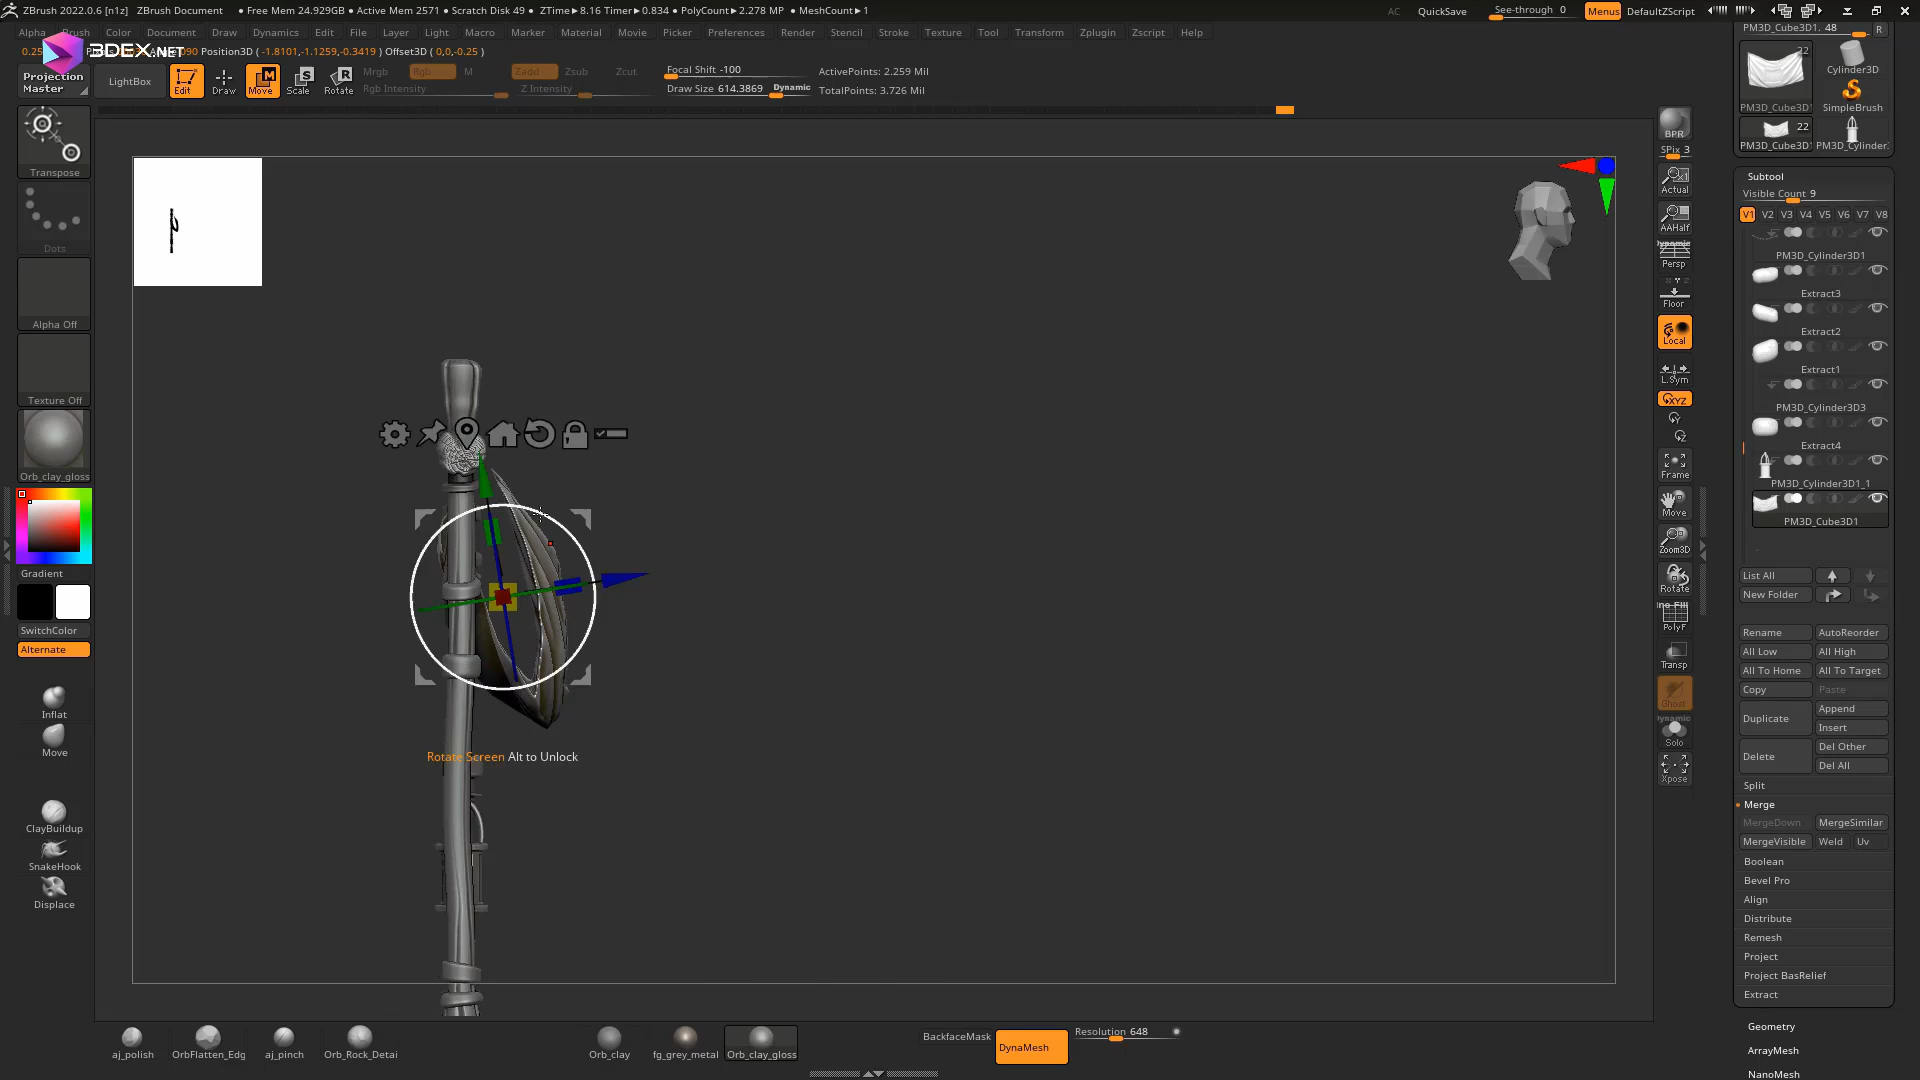 ZBrush 2022.0.6 [n1z] ZBrush Document • Free Mem 24.929GB • Active Mem 2571 • Scratch Disk 49 • ZTime▶8.16 Timer▶0.834 • PolyCount▶2.278 MP • MeshCount▶1 AC QuickSave See-through 0 Menus DefaultZScript
Alpha Brush Color Document Draw Dynamics Edit File Layer Light Macro Marker Material Movie Picker Preferences Render Stencil Stroke Texture Tool Transform Zplugin Zscript Help
3DEX.NET
Position3D ( -1.8101,-1.1259,-0.3419 ) Offset3D ( 0,0,-0.25 )
Projection Master
LightBox
Edit Draw Move Scale Rotate
Mrgb Rgb M Zadd Zsub Zcut
Rgb Intensity Z Intensity
Focal Shift -100
Draw Size 614.3869 Dynamic
ActivePoints: 2.259 Mil
TotalPoints: 3.726 Mil
Transpose
Dots
Alpha Off
Texture Off
Orb_clay_gloss
Gradient
SwitchColor
Alternate
Inflat
Move
ClayBuildup
SnakeHook
Displace
Rotate Screen Alt to Unlock
aj_polish OrbFlatten_Edg aj_pinch Orb_Rock_Detai Orb_clay fg_grey_metal Orb_clay_gloss
BackfaceMask DynaMesh Resolution 648
BPR
SPix 3
Actual
AAHalf
Dynamic
Persp
Floor
Local
L.Sym
XYZ
Frame
Move
Zoom3D
Rotate
PolyF
Transp
Ghost
Dynamic
Solo
Xpose
PM3D_Cube3D1. 48 R
22
Cylinder3D
PM3D_Cube3D1 SimpleBrush
22
PM3D_Cube3D1 PM3D_Cylinder.
Subtool
Visible Count 9
V1 V2 V3 V4 V5 V6 V7 V8
PM3D_Cylinder3D1
Extract3
Extract2
Extract1
PM3D_Cylinder3D3
Extract4
PM3D_Cylinder3D1_1
PM3D_Cube3D1
List All
New Folder
Rename AutoReorder
All Low All High
All To Home All To Target
Copy Paste
Duplicate Append
Insert
Delete Del Other
Del All
Split
Merge
MergeDown MergeSimilar
MergeVisible Weld Uv
Boolean
Bevel Pro
Align
Distribute
Remesh
Project
Project BasRelief
Extract
Geometry
ArrayMesh
NanoMesh